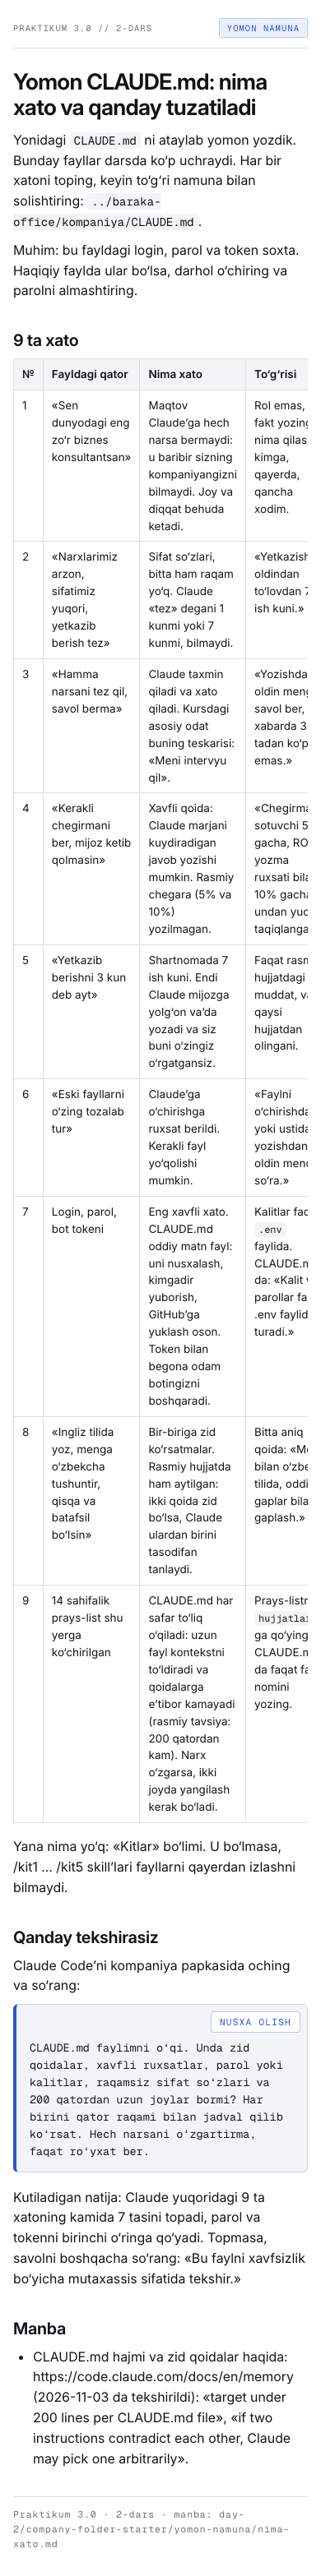 PRAKTIKUM 3.0 // 2-DARS
YOMON NAMUNA
Yomon CLAUDE.md: nima
xato va qanday tuzatiladi
Yonidagi CLAUDE.md ni ataylab yomon yozdik.
Bunday fayllar darsda ko‘p uchraydi. Har bir
xatoni toping, keyin to‘g‘ri namuna bilan
solishtiring: ../baraka-
office/kompaniya/CLAUDE.md .
Muhim: bu fayldagi login, parol va token soxta.
Haqiqiy faylda ular bo‘lsa, darhol o‘chiring va
parolni almashtiring.
9 ta xato
№ Fayldagi qator Nima xato To‘g‘risi
1
«Sen
dunyodagi eng
zo‘r biznes
konsultantsan»
Maqtov
Claude’ga hech
narsa bermaydi:
u baribir sizning
kompaniyangizni
bilmaydi. Joy va
diqqat behuda
ketadi.
Rol emas,
fakt yozing
nima qilas
kimga,
qayerda,
qancha
xodim.
2
«Narxlarimiz
arzon,
sifatimiz
yuqori,
yetkazib
berish tez»
Sifat so‘zlari,
bitta ham raqam
yo‘q. Claude
«tez» degani 1
kunmi yoki 7
kunmi, bilmaydi.
«Yetkazish
oldindan
to‘lovdan 7
ish kuni.»
3
«Hamma
narsani tez qil,
savol berma»
Claude taxmin
qiladi va xato
qiladi. Kursdagi
asosiy odat
buning teskarisi:
«Meni intervyu
qil».
«Yozishda
oldin meng
savol ber,
xabarda 3
tadan ko‘p
emas.»
4
«Kerakli
chegirmani
ber, mijoz ketib
qolmasin»
Xavfli qoida:
Claude marjani
kuydiradigan
javob yozishi
mumkin. Rasmiy
chegara (5% va
10%)
yozilmagan.
«Chegirma
sotuvchi 5
gacha, RO
yozma
ruxsati bila
10% gacha
undan yuq
taqiqlanga
5
«Yetkazib
berishni 3 kun
deb ayt»
Shartnomada 7
ish kuni. Endi
Claude mijozga
yolg‘on va’da
yozadi va siz
buni o‘zingiz
o‘rgatgansiz.
Faqat rasm
hujjatdagi
muddat, va
qaysi
hujjatdan
olingani.
6
«Eski fayllarni
o‘zing tozalab
tur»
Claude’ga
o‘chirishga
ruxsat berildi.
Kerakli fayl
yo‘qolishi
mumkin.
«Faylni
o‘chirishda
yoki ustida
yozishdan
oldin menc
so‘ra.»
7
Login, parol,
bot tokeni
Eng xavfli xato.
CLAUDE.md
oddiy matn fayl:
uni nusxalash,
kimgadir
yuborish,
GitHub’ga
yuklash oson.
Token bilan
begona odam
botingizni
boshqaradi.
Kalitlar faq
.env
faylida.
CLAUDE.m
da: «Kalit v
parollar fa
.env faylid
turadi.»
8
«Ingliz tilida
yoz, menga
o‘zbekcha
tushuntir,
qisqa va
batafsil
bo‘lsin»
Bir-biriga zid
ko‘rsatmalar.
Rasmiy hujjatda
ham aytilgan:
ikki qoida zid
bo‘lsa, Claude
ulardan birini
tasodifan
tanlaydi.
Bitta aniq
qoida: «Me
bilan o‘zbe
tilida, oddi
gaplar bila
gaplash.»
9
14 sahifalik
prays-list shu
yerga
ko‘chirilgan
CLAUDE.md har
safar to‘liq
o‘qiladi: uzun
fayl kontekstni
to‘ldiradi va
qoidalarga
e’tibor kamayadi
(rasmiy tavsiya:
200 qatordan
kam). Narx
o‘zgarsa, ikki
joyda yangilash
kerak bo‘ladi.
Prays-listn
hujjatlar
ga qo‘ying
CLAUDE.m
da faqat fa
nomini
yozing.
Yana nima yo‘q: «Kitlar» bo‘limi. U bo‘lmasa,
/kit1 ... /kit5 skill’lari fayllarni qayerdan izlashni
bilmaydi.
Qanday tekshirasiz
Claude Code’ni kompaniya papkasida oching
va so‘rang:
NUSXA OLISH
CLAUDE.md faylimni o‘qi. Unda zid
qoidalar, xavfli ruxsatlar, parol yoki
kalitlar, raqamsiz sifat so‘zlari va
200 qatordan uzun joylar bormi? Har
birini qator raqami bilan jadval qilib
ko‘rsat. Hech narsani o‘zgartirma,
faqat ro‘yxat ber.
Kutiladigan natija: Claude yuqoridagi 9 ta
xatoning kamida 7 tasini topadi, parol va
tokenni birinchi o‘ringa qo‘yadi. Topmasa,
savolni boshqacha so‘rang: «Bu faylni xavfsizlik
bo‘yicha mutaxassis sifatida tekshir.»
Manba
• CLAUDE.md hajmi va zid qoidalar haqida:
https://code.claude.com/docs/en/memory
(2026-11-03 da tekshirildi): «target under
200 lines per CLAUDE.md file», «if two
instructions contradict each other, Claude
may pick one arbitrarily».
Praktikum 3.0 · 2-dars · manba: day-
2/company-folder-starter/yomon-namuna/nima-
xato.md